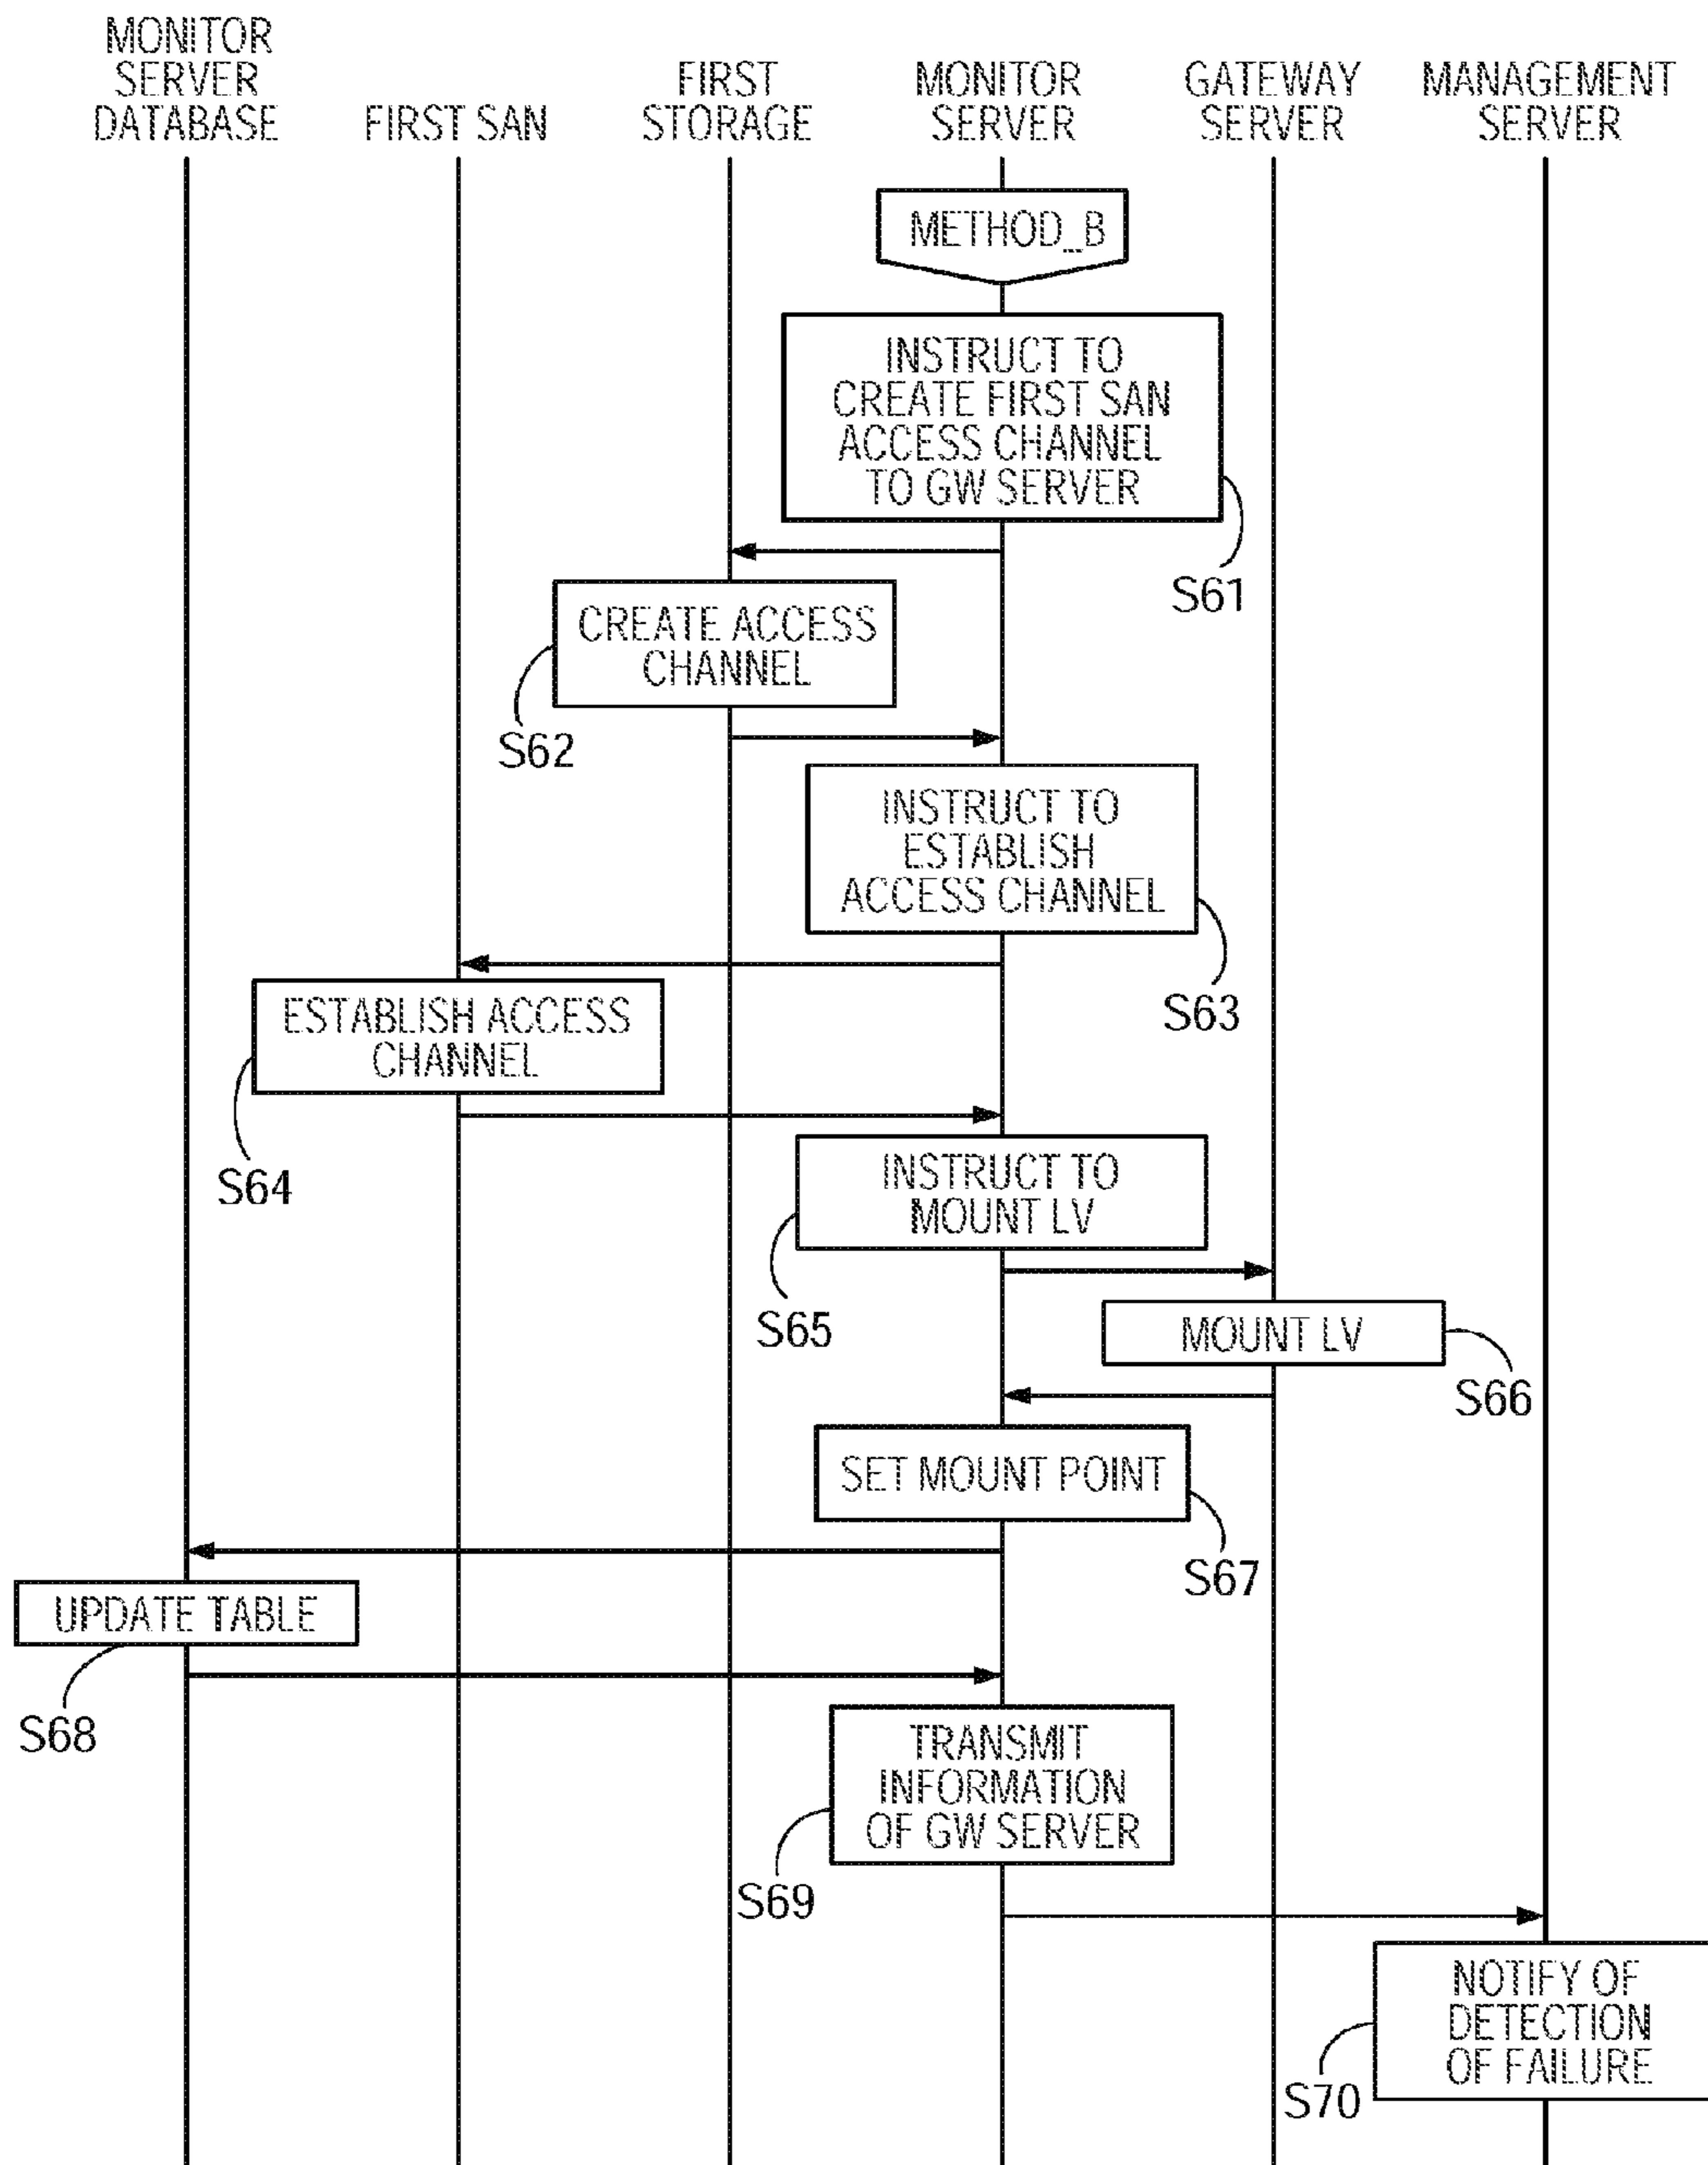 MONITOR
SERVER
DATABASE
FIRST SAN
FIRST
STORAGE
MONITOR
SERVER
GATEWAY
SERVER
MANAGEMENT
SERVER
METHOD_B
INSTRUCT TO
CREATE FIRST SAN
ACCESS CHANNEL
TO GW SERVER
S61
CREATE ACCESS
CHANNEL
S62
INSTRUCT TO
ESTABLISH
ACCESS CHANNEL
S63
ESTABLISH ACCESS
CHANNEL
S64
INSTRUCT TO
MOUNT LV
S65
MOUNT LV
S66
SET MOUNT POINT
S67
UPDATE TABLE
S68
TRANSMIT
INFORMATION
OF GW SERVER
S69
NOTIFY OF
DETECTION
OF FAILURE
S70